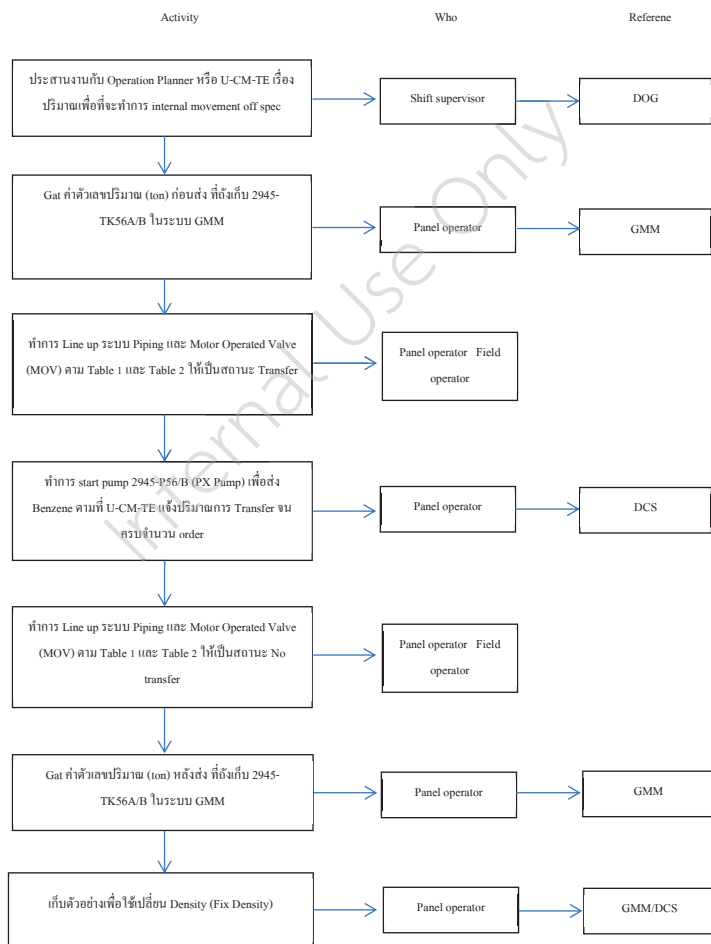 Activity Who Referene
ประสานงานกับ Operation Planner หรือ U-CM-TE เรื่อง
ปริมาณเพื่อที่จะทำการ internal movement off spec
Shift supervisor
DOG
Gat ค่าตัวเลขปริมาณ (ton) ก่อนส่ง ที่ถังเก็บ 2945-
TK56A/B ในระบบ GMM
Panel operator
GMM
ทำการ Line up ระบบ Piping และ Motor Operated Valve
(MOV) ตาม Table 1 และ Table 2 ให้เป็นสถานะ Transfer
Panel operator Field
operator
ทำการ start pump 2945-P56/B (PX Pump) เพื่อส่ง
Benzene ตามที่ U-CM-TE แจ้งปริมาณการ Transfer จน
ครบจำนวน order
Panel operator
DCS
ทำการ Line up ระบบ Piping และ Motor Operated Valve
(MOV) ตาม Table 1 และ Table 2 ให้เป็นสถานะ No
transfer
Panel operator Field
operator
Gat ค่าตัวเลขปริมาณ (ton) หลังส่ง ที่ถังเก็บ 2945-
TK56A/B ในระบบ GMM
Panel operator
GMM
เก็บตัวอย่างเพื่อใช้เปลี่ยน Density (Fix Density)
Panel operator
GMM/DCS
Internal Use Only